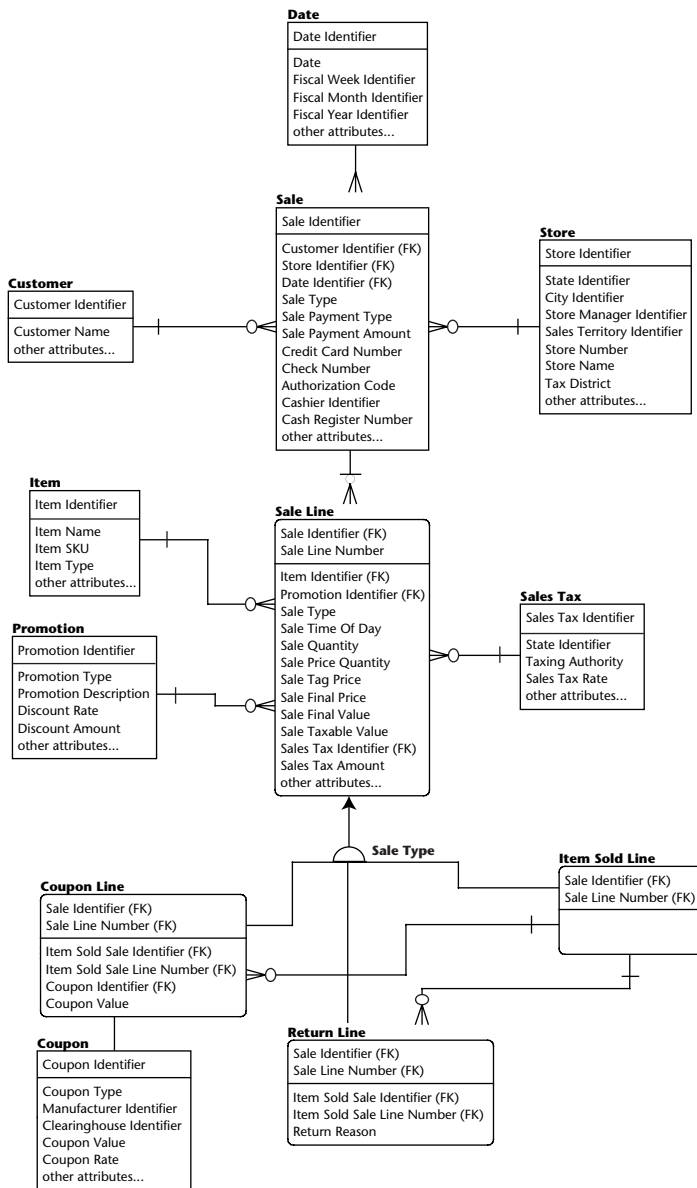 Date
Date Identifier
Date
Fiscal Week Identifier
Fiscal Month Identifier
Fiscal Year Identifier
other attributes...
Sale
Sale Identifier
Customer Identifier (FK)
Store Identifier (FK)
Date Identifier (FK)
Sale Type
Sale Payment Type
Sale Payment Amount
Credit Card Number
Check Number
Authorization Code
Cashier Identifier
Cash Register Number
other attributes...
Store
Store Identifier
State Identifier
City Identifier
Store Manager Identifier
Sales Territory Identifier
Store Number
Store Name
Tax District
other attributes...
Customer
Customer Identifier
Customer Name
other attributes...
Item
Item Identifier
Item Name
Item SKU
Item Type
other attributes...
Sale Line
Sale Identifier (FK)
Sale Line Number
Item Identifier (FK)
Promotion Identifier (FK)
Sale Type
Sale Time Of Day
Sale Quantity
Sale Price Quantity
Sale Tag Price
Sale Final Price
Sale Final Value
Sale Taxable Value
Sales Tax Identifier (FK)
Sales Tax Amount
other attributes...
Sales Tax
Sales Tax Identifier
State Identifier
Taxing Authority
Sales Tax Rate
other attributes...
Promotion
Promotion Identifier
Promotion Type
Promotion Description
Discount Rate
Discount Amount
other attributes...
Sale Type
Item Sold Line
Sale Identifier (FK)
Sale Line Number (FK)
Coupon Line
Sale Identifier (FK)
Sale Line Number (FK)
Item Sold Sale Identifier (FK)
Item Sold Sale Line Number (FK)
Coupon Identifier (FK)
Coupon Value
Return Line
Sale Identifier (FK)
Sale Line Number (FK)
Item Sold Sale Identifier (FK)
Item Sold Sale Line Number (FK)
Return Reason
Coupon
Coupon Identifier
Coupon Type
Manufacturer Identifier
Clearinghouse Identifier
Coupon Value
Coupon Rate
other attributes...